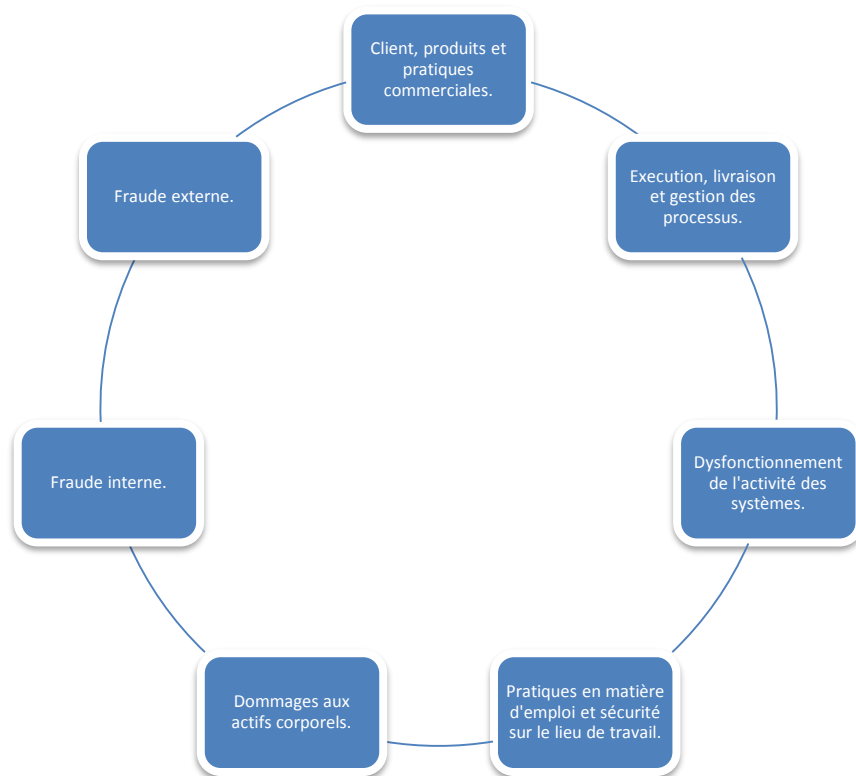 Client, produits et
pratiques
commerciales.
Execution, livraison
et gestion des
processus.
Dysfonctionnement
de l'activité des
systèmes.
Pratiques en matière
d'emploi et sécurité
sur le lieu de travail.
Dommages aux
actifs corporels.
Fraude interne.
Fraude externe.